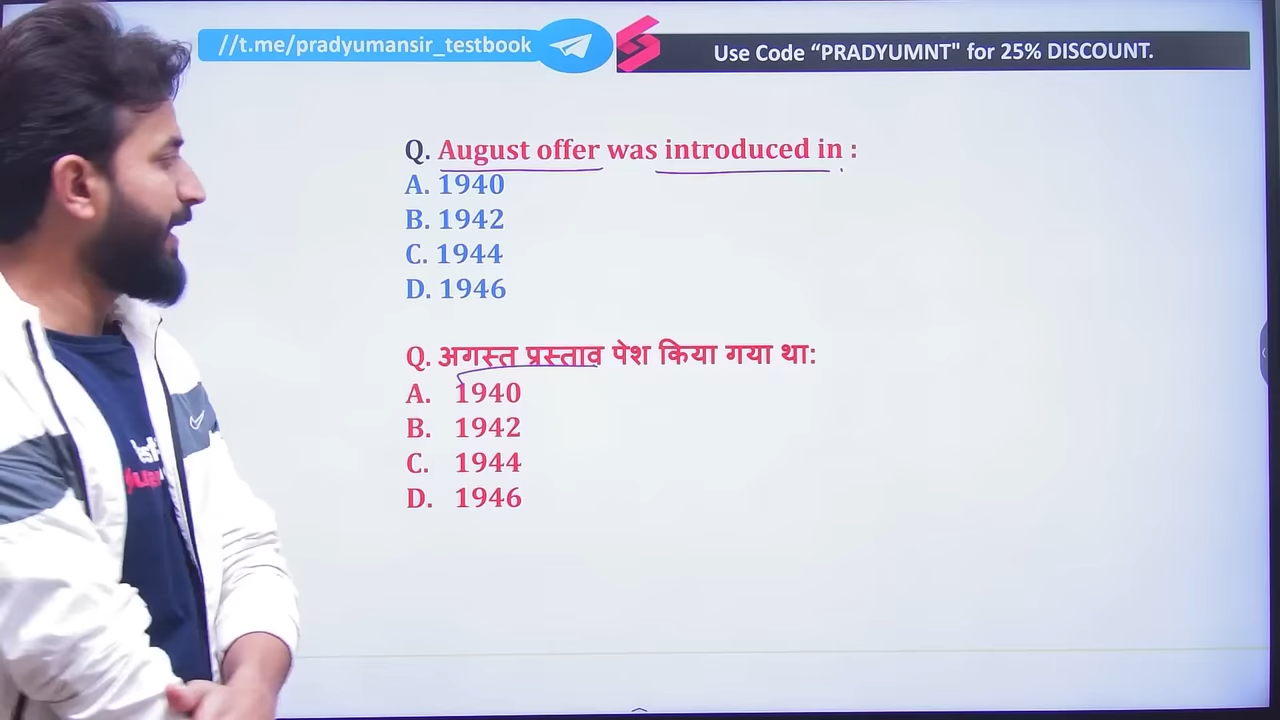 //t.me/pradyumansir_testbook
Use Code “PRADYUMNT" for 25% DISCOUNT.
Q. August offer was introduced in :
A. 1940
B. 1942
C. 1944
D. 1946
Q. अगस्त प्रस्ताव पेश किया गया था:
A. 1940
B. 1942
C. 1944
D. 1946